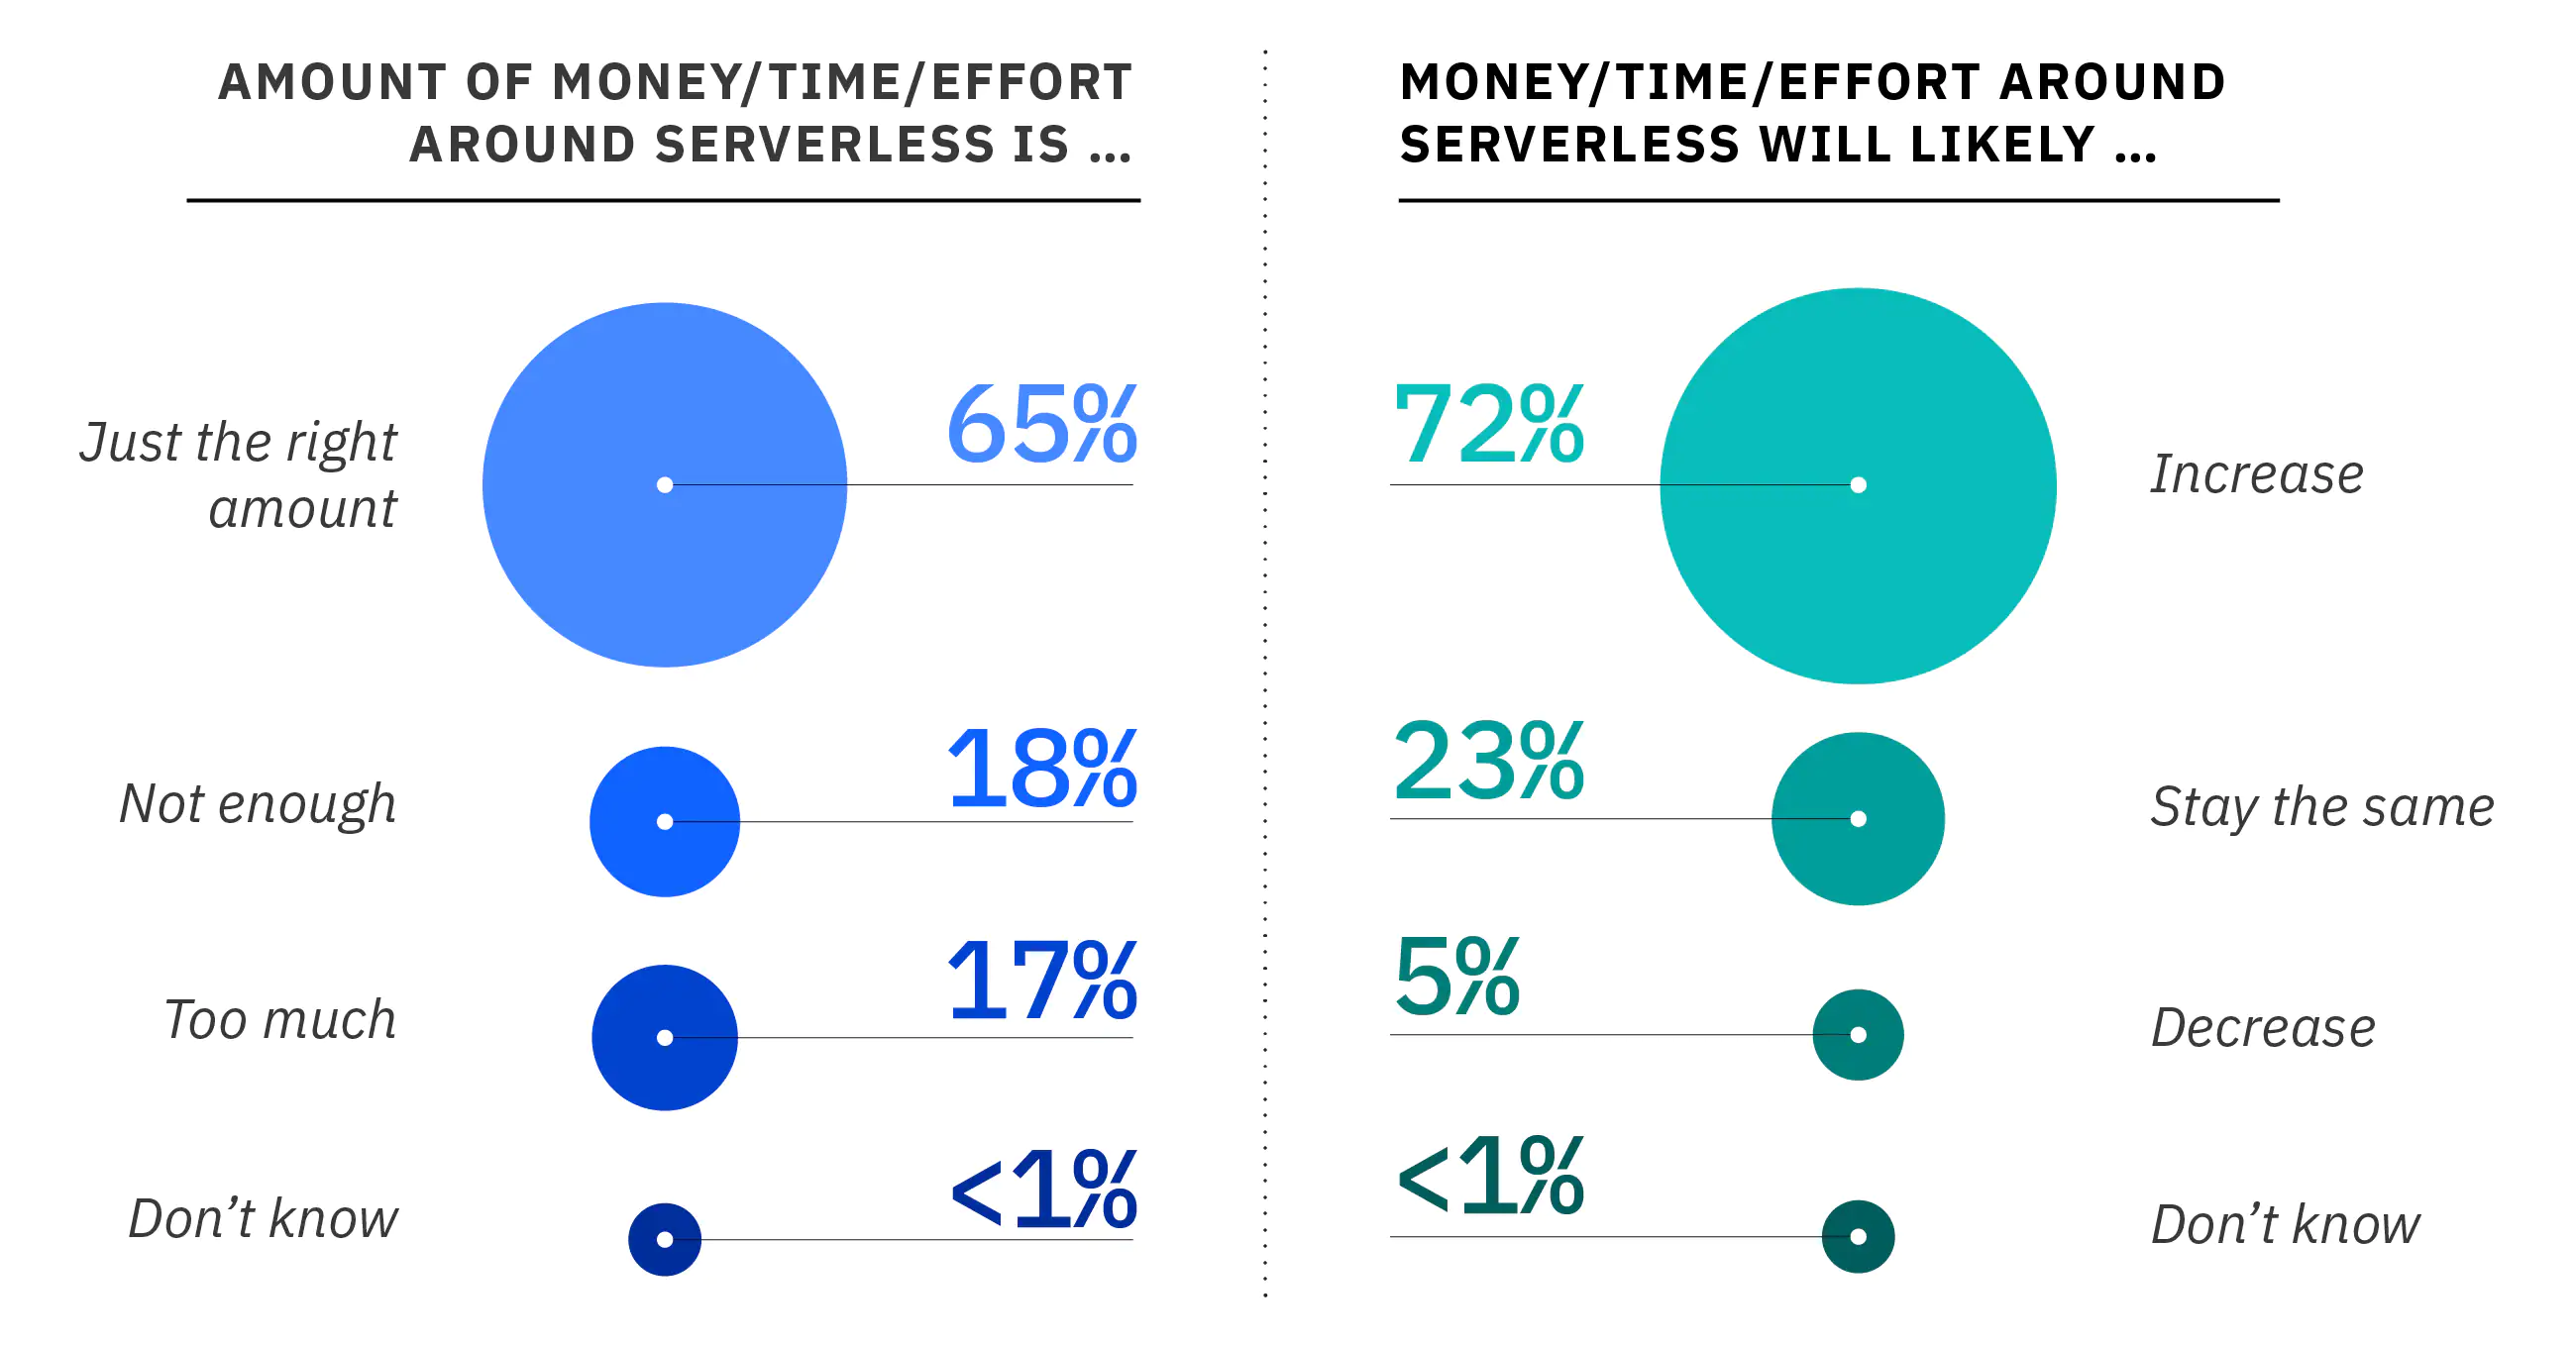 AMOUNT OF MONEY/TIME/EFFORT
AROUND SERVERLESS IS ...
Just the right
amount
65%
Not enough
18%
Too much
17%
Don’t know
<1%
MONEY/TIME/EFFORT AROUND
SERVERLESS WILL LIKELY ...
72%
Increase
23%
Stay the same
5%
Decrease
<1%
Don’t know